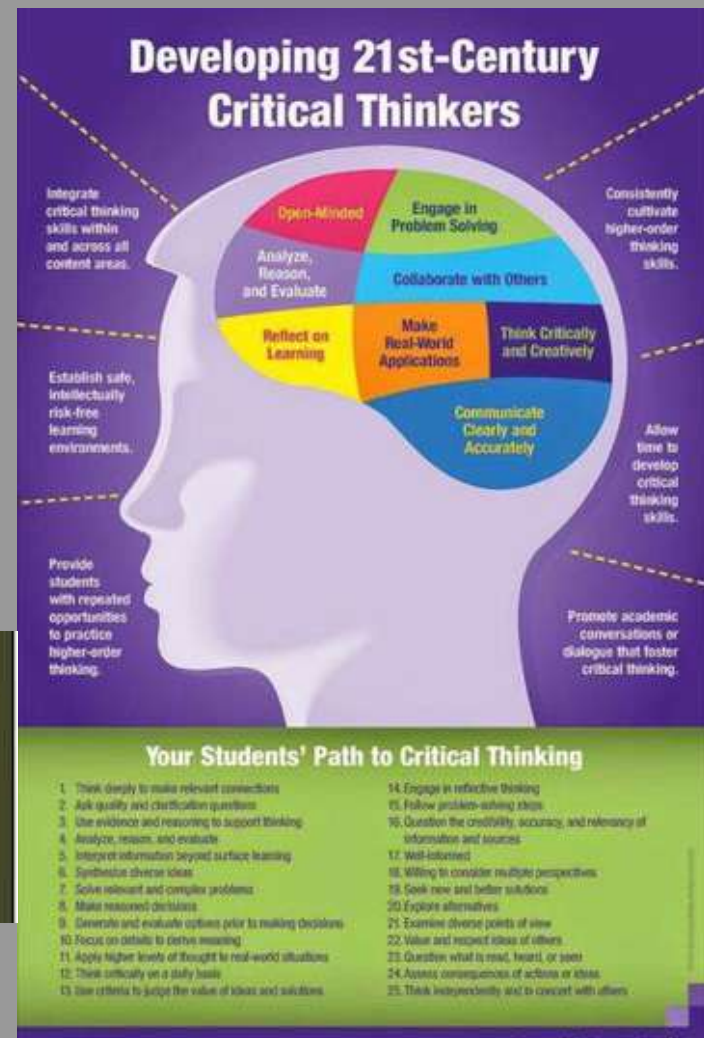 Developing 21st-Century
Critical Thinkers
Integrate
critical thinking
skills within
and across all
content areas.
Establish safe,
intellectually
risk-free
learning
environments.
Provide
students
with repeated
opportunities
to practice
higher-order
thinking.
Open-Minded
Engage in
Problem Solving
Analyze,
Reason,
and Evaluate
Collaborate with Others
Reflect on
Learning
Make
Real-World
Applications
Think Critically
and Creatively
Communicate
Clearly and
Accurately
Consistently
cultivate
higher-order
thinking
skills.
Allow
time to
develop
critical
thinking
skills.
Promote academic
conversations or
dialogue that foster
critical thinking.
Your Students' Path to Critical Thinking
1. Think deeply to make relevant connections
2. Ask quality and clarification questions
3. Use evidence and reasoning to support thinking
4. Analyze, reason, and evaluate
5. Interpret information beyond surface learning
6. Synthesize diverse ideas
7. Solve relevant and complex problems
8. Make reasoned decisions
9. Generate and evaluate options prior to making decisions
10. Focus on details to derive meaning
11. Apply higher levels of thought to real-world situations
12. Think critically on a daily basis
13. Use criteria to judge the value of ideas and solutions
14. Engage in reflective thinking
15. Follow problem-solving steps
16. Question the credibility, accuracy, and relevancy of
information and sources
17. Well-informed
18. Willing to consider multiple perspectives
19. Seek new and better solutions
20. Explore alternatives
21. Examine diverse points of view
22. Value and respect ideas of others
23. Question what is read, heard, or seen
24. Assess consequences of actions or ideas
25. Think independently and in concert with others